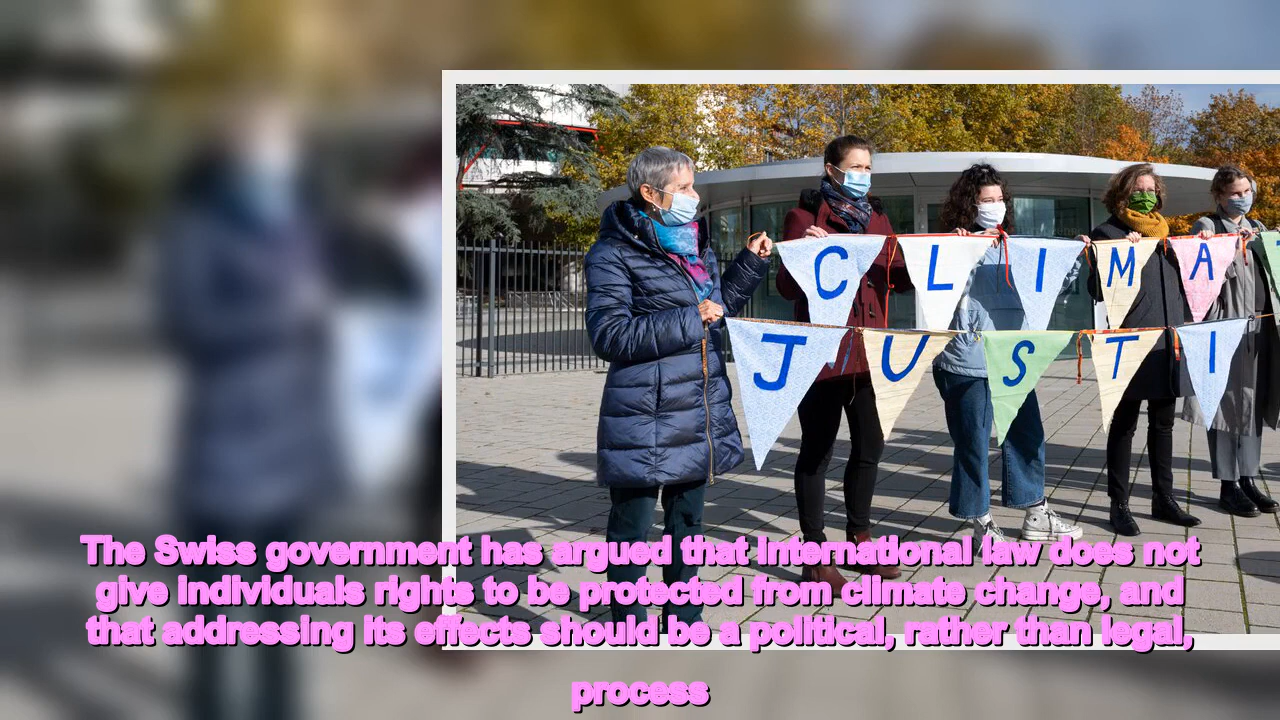 CLIMA
JUSTI
The Swiss government has argued that international law does not
give individuals rights to be protected from climate change, and
that addressing its effects should be a political, rather than legal,
process